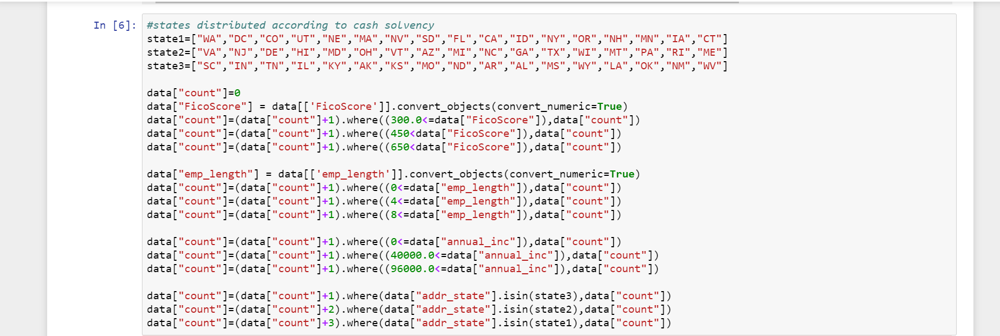 In [6]: #states distributed according to cash solvency
state1=["WA","DC","CO","UT","NE","MA","NV","SD","FL","CA","ID","NY","OR","NH","MN","IA","CT"]
state2=["VA","NJ","DE","HI","MD","OH","VT","AZ","MI","NC","GA","TX","WI","MT","PA","RI","ME"]
state3=["SC","IN","TN","IL","KY","AK","KS","MO","ND","AR","AL","MS","WY","LA","OK","NM","WV"]
data["count"]=0
data["FicoScore"] = data[['FicoScore']].convert_objects(convert_numeric=True)
data["count"]=(data["count"]+1).where((300.0<=data["FicoScore"]),data["count"])
data["count"]=(data["count"]+1).where((450<data["FicoScore"]),data["count"])
data["count"]=(data["count"]+1).where((650<data["FicoScore"]),data["count"])
data["emp_length"] = data[['emp_length']].convert_objects(convert_numeric=True)
data["count"]=(data["count"]+1).where((0<=data["emp_length"]),data["count"])
data["count"]=(data["count"]+1).where((4<=data["emp_length"]),data["count"])
data["count"]=(data["count"]+1).where((8<=data["emp_length"]),data["count"])
data["count"]=(data["count"]+1).where((0<=data["annual_inc"]),data["count"])
data["count"]=(data["count"]+1).where((40000.0<=data["annual_inc"]),data["count"])
data["count"]=(data["count"]+1).where((96000.0<=data["annual_inc"]),data["count"])
data["count"]=(data["count"]+1).where(data["addr_state"].isin(state3),data["count"])
data["count"]=(data["count"]+2).where(data["addr_state"].isin(state2),data["count"])
data["count"]=(data["count"]+3).where(data["addr_state"].isin(state1),data["count"])